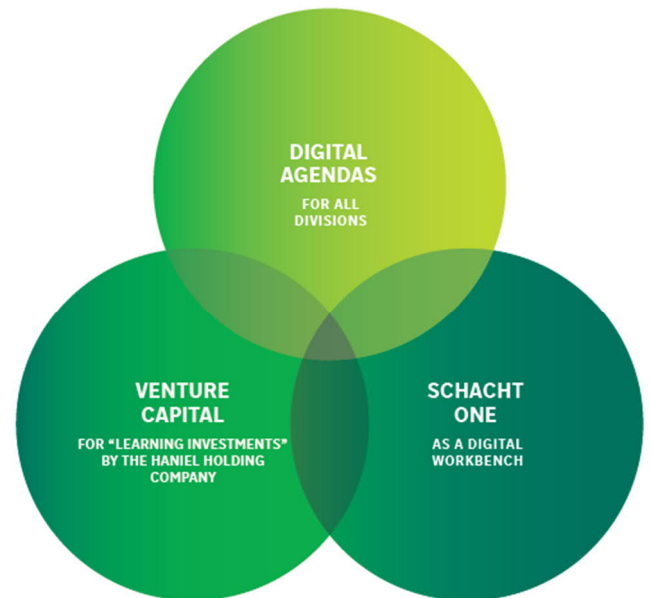 DIGITAL
AGENDAS
FOR ALL
DIVISIONS
VENTURE
CAPITAL
FOR “LEARNING INVESTMENTS”
BY THE HANIEL HOLDING
COMPANY
SCHACHT
ONE
AS A DIGITAL
WORKBENCH